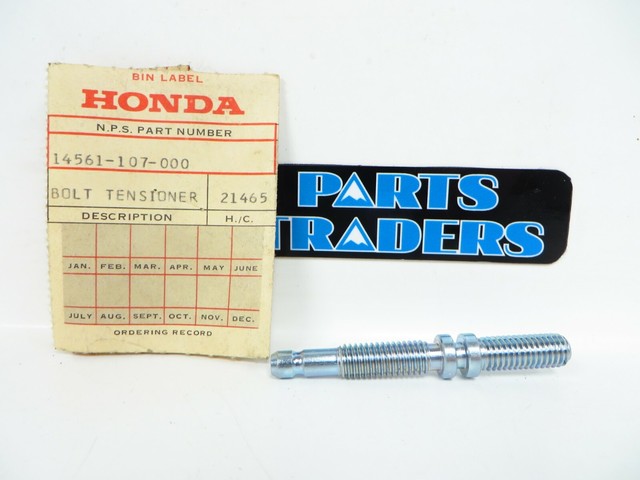 BIN LABEL
HONDA
N.P.S. PART NUMBER
14561-107-000
BOLT TENSIONER 21465
DESCRIPTION H./C.
JAN. FEB. MAR. APR. MAY JUNE
JULY AUG. SEPT. OCT. NOV. DEC.
ORDERING RECORD
PARTS
TRADERS